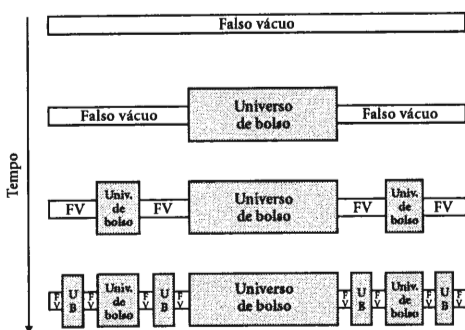 Falso vácuo
Tempo
Falso vácuo
Universo
de bolso
Falso vácuo
FV
Univ.
de
bolso
FV
Universo
de bolso
FV
Univ.
de
bolso
FV
F
V
U
B
F
V
Univ.
de
bolso
F
V
U
B
F
V
Universo
de bolso
F
V
U
B
F
V
Univ.
de
bolso
F
V
U
B
F
V